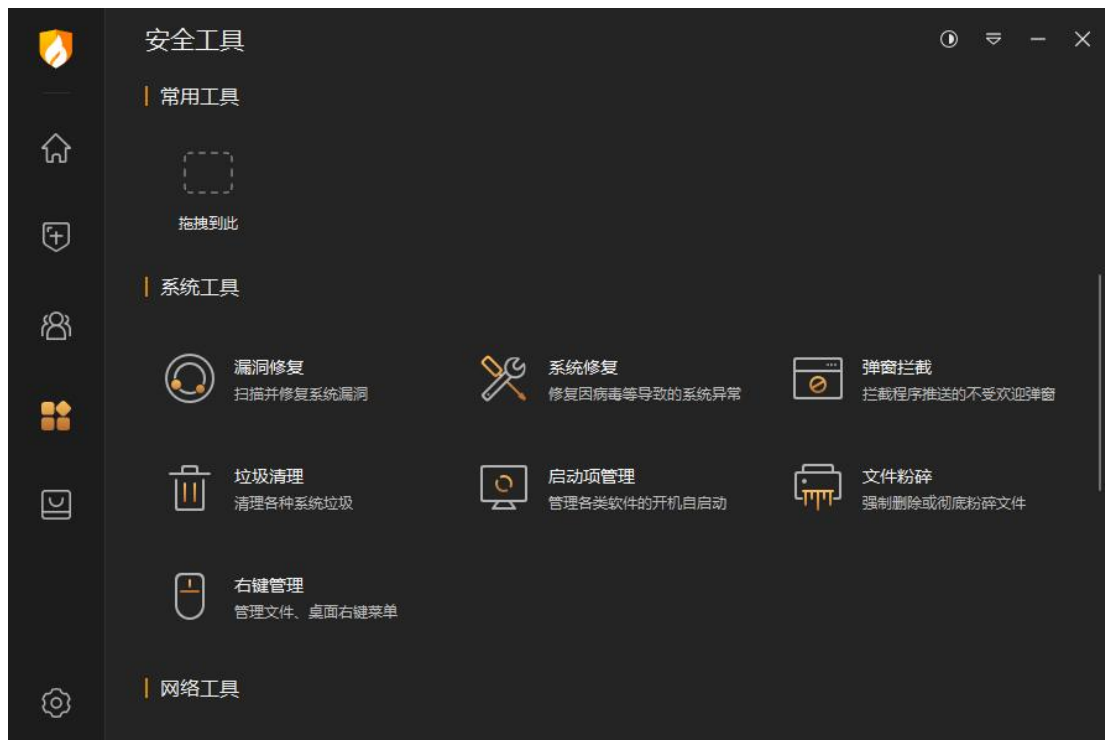 安全工具
常用工具
拖拽到此
系统工具
漏洞修复
扫描并修复系统漏洞
系统修复
修复因病毒等导致的系统异常
弹窗拦截
拦截程序推送的不受欢迎弹窗
垃圾清理
清理各种系统垃圾
启动项管理
管理各类软件的开机自启动
文件粉碎
强制删除或彻底粉碎文件
右键管理
管理文件、桌面右键菜单
网络工具